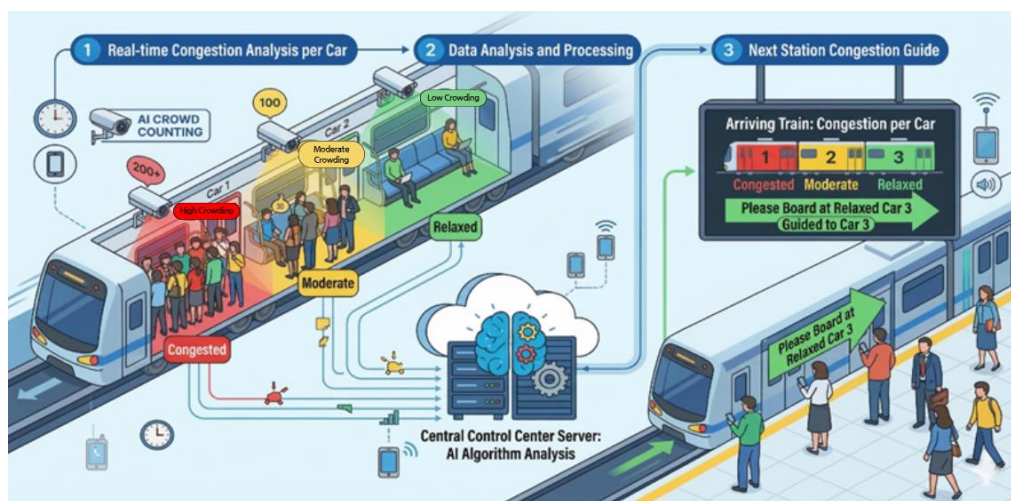 1 Real-time Congestion Analysis per Car
2 Data Analysis and Processing
3 Next Station Congestion Guide
AI CROWD
COUNTING
200+
100
Car 1
Car 2
High Crowding
Moderate
Crowding
Low Crowding
Congested
Moderate
Relaxed
Central Control Center Server:
AI Algorithm Analysis
Arriving Train: Congestion per Car
1 2 3
Congested Moderate Relaxed
Please Board at Relaxed Car 3
Guided to Car 3
Please Board at
Relaxed Car 3